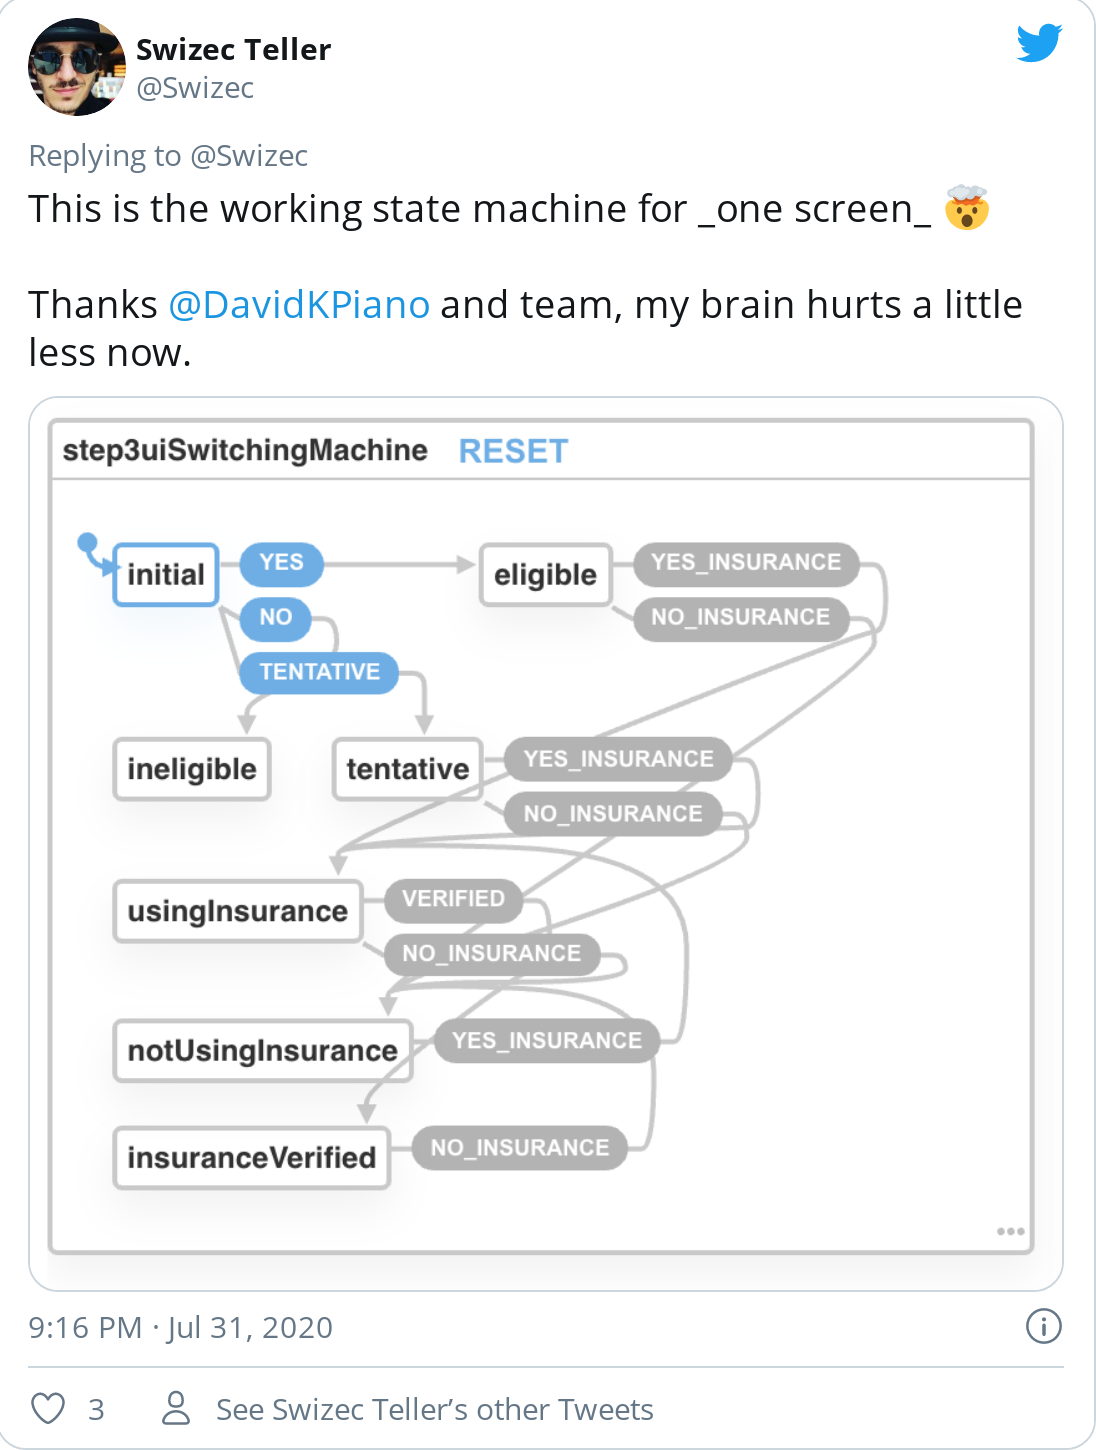 Swizec Teller
@Swizec
Replying to @Swizec
This is the working state machine for _one screen_ 🤯
Thanks @DavidKPiano and team, my brain hurts a little
less now.
step3uiSwitchingMachine RESET
initial YES eligible YES_INSURANCE
NO NO_INSURANCE
TENTATIVE
ineligible tentative YES_INSURANCE
NO_INSURANCE
usingInsurance VERIFIED
NO_INSURANCE
notUsingInsurance YES_INSURANCE
insuranceVerified NO_INSURANCE
9:16 PM · Jul 31, 2020
3 See Swizec Teller’s other Tweets